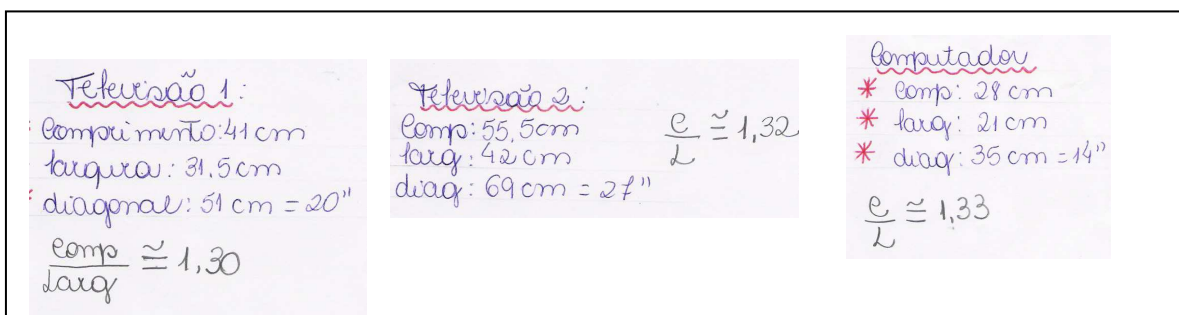 Televisão 1:
Comprimento: 41 cm
largura: 31.5 cm
diagonal: 51 cm = 20"
comp
Larg ≅ 1,30
Televisão 2:
Comp: 55,5cm
larg: 42 cm
diag: 69 cm = 27"
C
L ≅ 1,32
Computador
* Comp: 28 cm
* larg: 21 cm
* diag: 35 cm = 14"
C
L ≅ 1,33